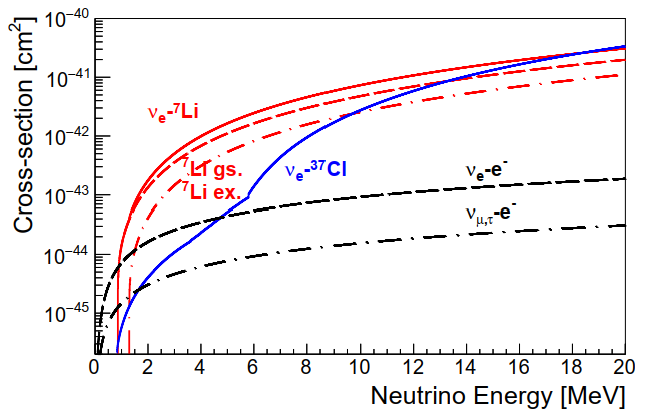 Cross-section [cm²]
10⁻⁴⁰
10⁻⁴¹
10⁻⁴²
10⁻⁴³
10⁻⁴⁴
10⁻⁴⁵
νₑ-⁷Li
⁷Li gs.
⁷Li ex.
νₑ-³⁷Cl
νₑ-e⁻
ν_μ,τ-e⁻
0 2 4 6 8 10 12 14 16 18 20
Neutrino Energy [MeV]